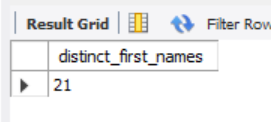 Result Grid Filter Row
distinct_first_names
21